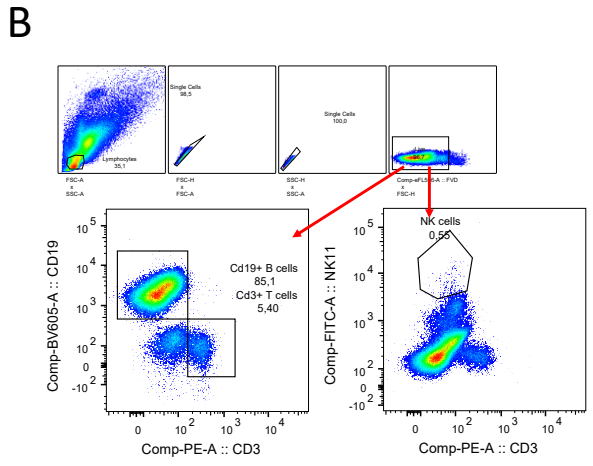 B
Single Cells
98,5
Single Cells
100,0
Lymphocytes
35,1
FSC-A
x
SSC-A
FSC-H
x
FSC-A
SSC-H
x
SSC-A
x
FSC-H
10^5
10^4
10^3
10^2
0
-10^2
Comp-BV605-A :: CD19
Cd19+ B cells
85,1
Cd3+ T cells
5,40
0
10^2
10^3
10^4
Comp-PE-A :: CD3
NK cells
0,55
10^5
10^4
10^3
10^2
0
-10^2
Comp-FITC-A :: NK11
0
10^2
10^3
10^4
Comp-PE-A :: CD3